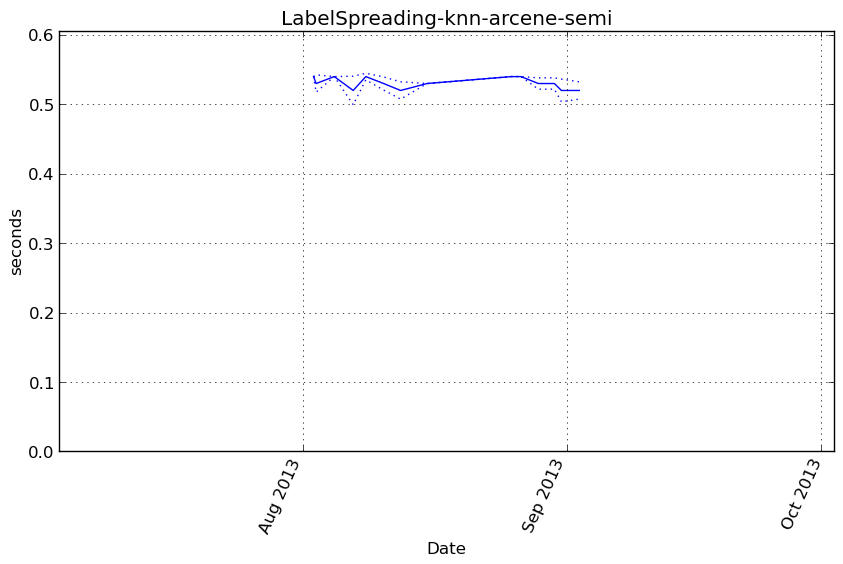 LabelSpreading-knn-arcene-semi
0.6
0.5
0.4
0.3
0.2
0.1
0.0
seconds
Aug 2013
Sep 2013
Oct 2013
Date